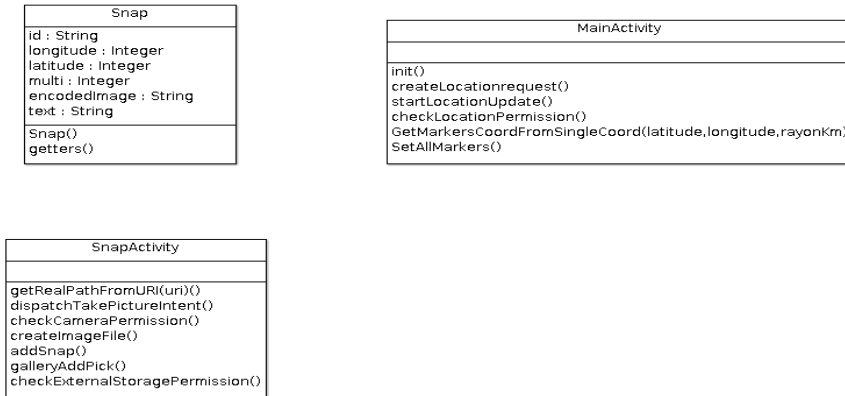 Snap
id : String
longitude : Integer
latitude : Integer
multi : Integer
encodedImage : String
text : String
Snap()
getters()
MainActivity
init()
createLocationrequest()
startLocationUpdate()
checkLocationPermission()
GetMarkersCoordFromSingleCoord(latitude,longitude,rayonKm)
SetAllMarkers()
SnapActivity
getRealPathFromURI(uri)()
dispatchTakePictureIntent()
checkCameraPermission()
createImageFile()
addSnap()
galleryAddPick()
checkExternalStoragePermission()